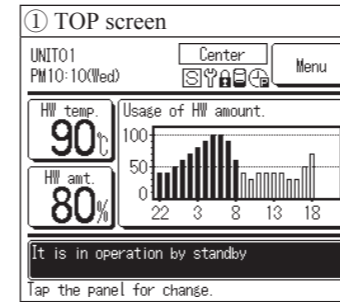 ① TOP screen
UNIT01
PM10:10(Wed)
Center
Menu
HW temp.
90℃
HW amt.
80%
Usage of HW amount.
100
50
0
22 3 8 13 18
It is in operation by standby
Tap the panel for change.